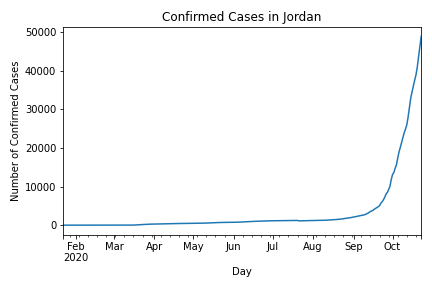 Confirmed Cases in Jordan
Number of Confirmed Cases
50000
40000
30000
20000
10000
0
Feb Mar Apr May Jun Jul Aug Sep Oct
2020
Day